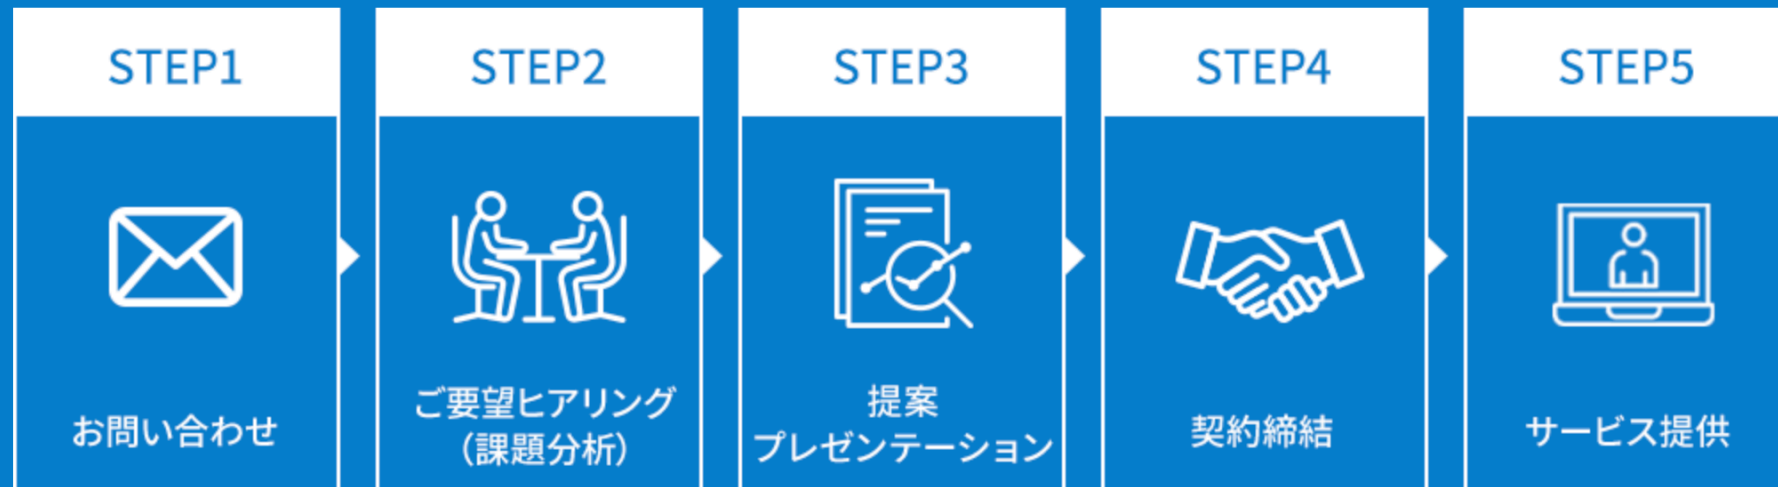 STEP1
お問い合わせ
STEP2
ご要望ヒアリング
（課題分析）
STEP3
提案
プレゼンテーション
STEP4
契約締結
STEP5
サービス提供